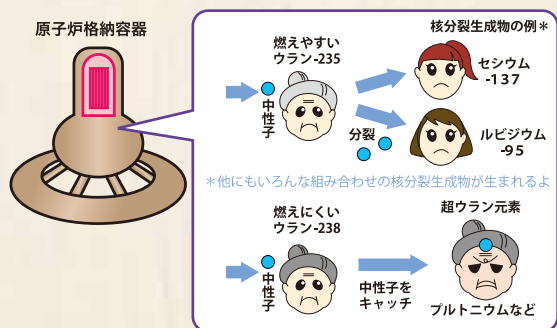 原子炉格納容器
核分裂生成物の例＊
燃えやすい
ウラン-235
中性子
分裂
セシウム
-137
ルビジウム
-95
＊他にもいろんな組み合わせの核分裂生成物が生まれるよ
燃えにくい
ウラン-238
中性子
中性子を
キャッチ
超ウラン元素
プルトニウムなど